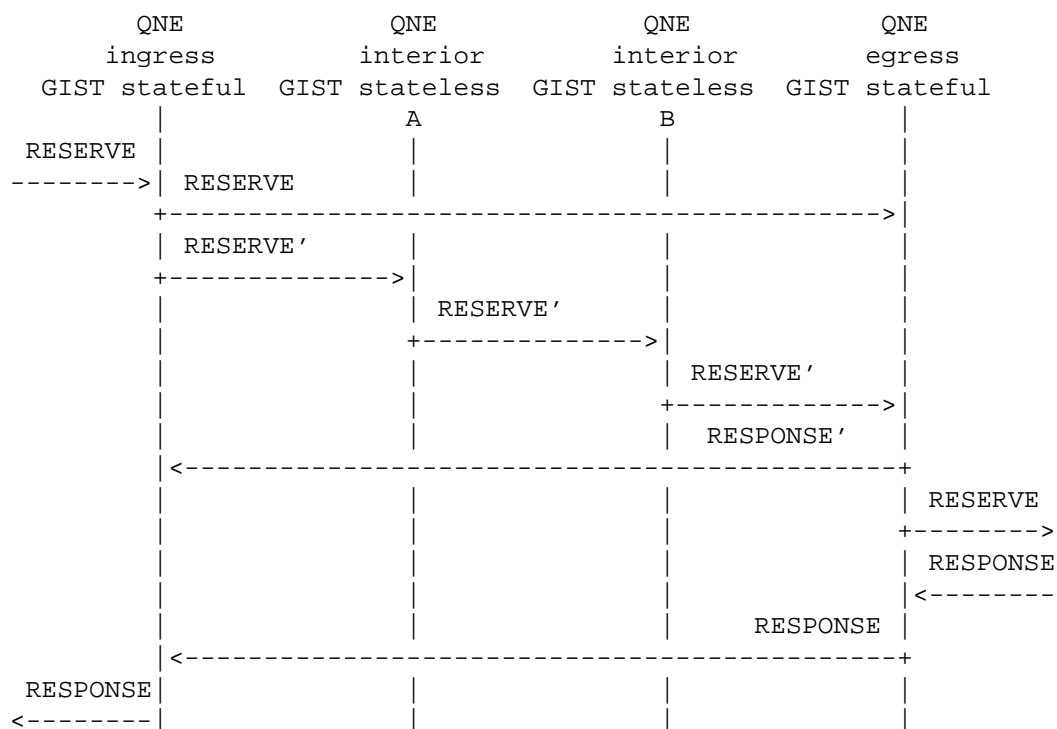 QNE QNE QNE QNE
ingress interior interior egress
GIST stateful GIST stateless GIST stateless GIST stateful
A B
RESERVE
RESERVE
RESERVE'
RESERVE'
RESERVE'
RESPONSE'
RESERVE
RESPONSE
RESPONSE
RESPONSE